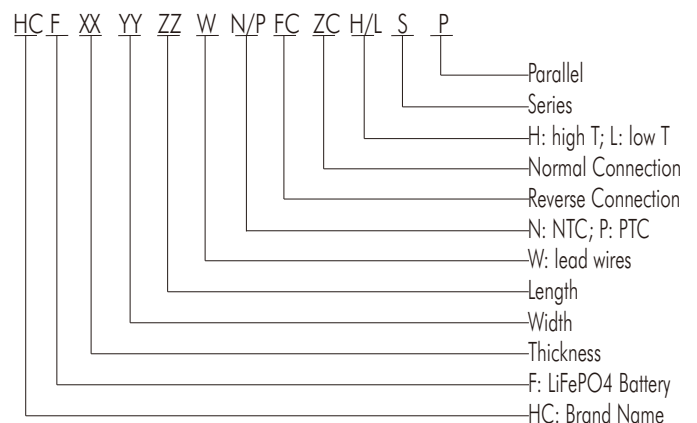 HC F XX YY ZZ W N/P FC ZC H/L S P
Parallel
Series
H: high T; L: low T
Normal Connection
Reverse Connection
N: NTC; P: PTC
W: lead wires
Length
Width
Thickness
F: LiFePO4 Battery
HC: Brand Name